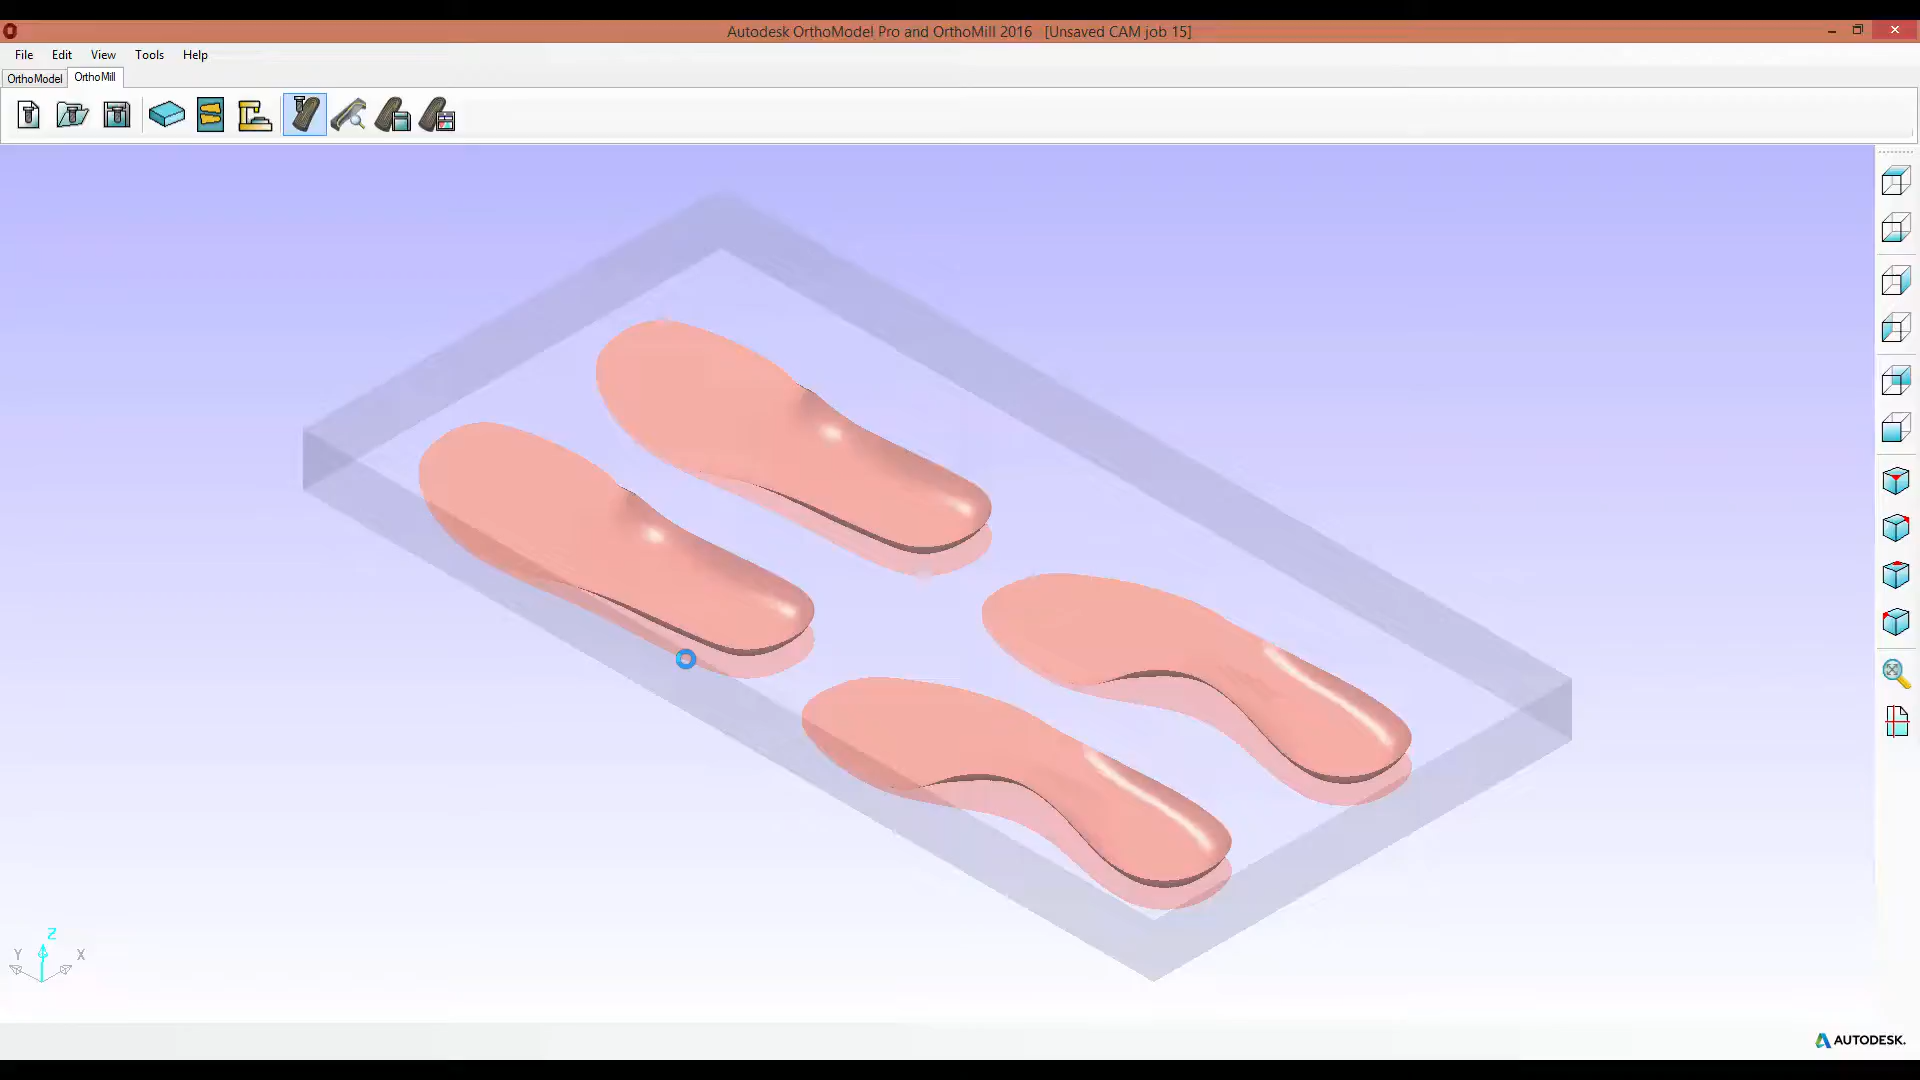 Autodesk OrthoModel Pro and OrthoMill 2016 [Unsaved CAM job 15]
File Edit View Tools Help
OrthoModel OrthoMill
Z
Y X
AUTODESK.